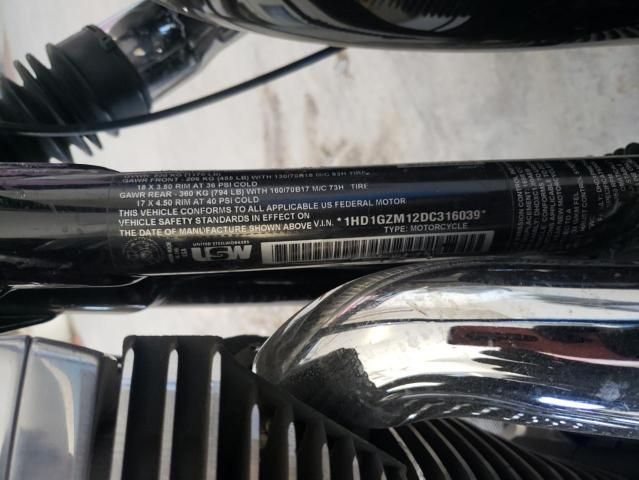 GAWR FRONT - 206 KG (455 LB) WITH 130/70B18 M/C 63H TIRE
18 X 3.50 RIM AT 36 PSI COLD
GAWR REAR - 360 KG (794 LB) WITH 160/70B17 M/C 73H TIRE
17 X 4.50 RIM AT 40 PSI COLD
THIS VEHICLE CONFORMS TO ALL APPLICABLE US FEDERAL MOTOR
VEHICLE SAFETY STANDARDS IN EFFECT ON
THE DATE OF MANUFACTURE SHOWN ABOVE V.I.N. *1HD1GZM12DC316039*
TYPE: MOTORCYCLE
UNITED STEELWORKERS
USW